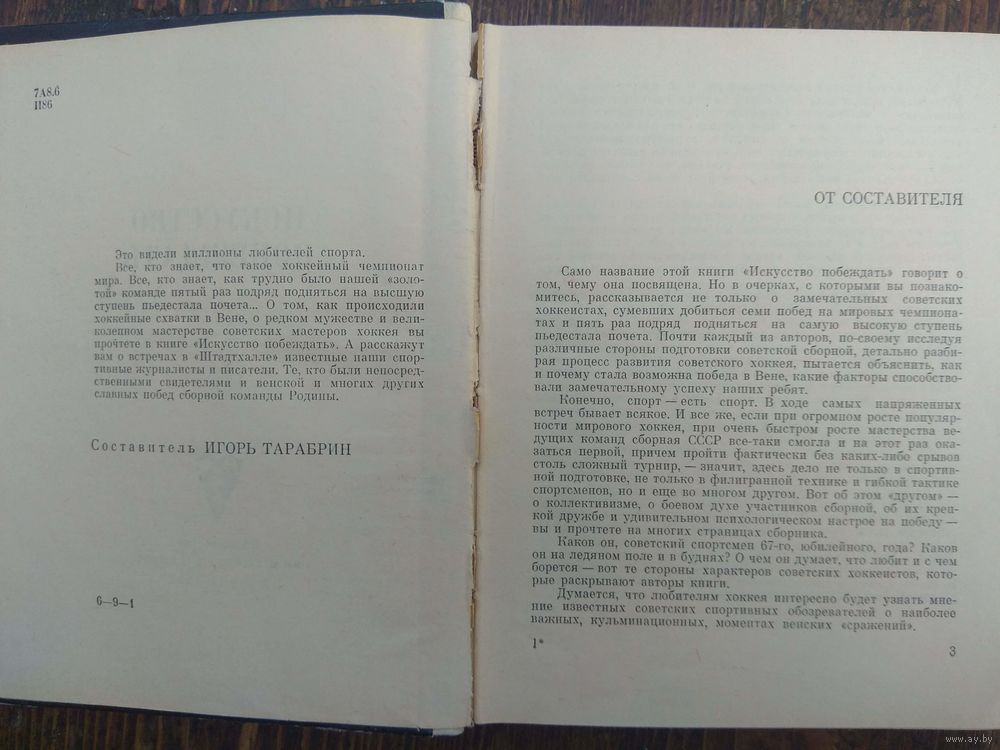 7А8.6
И86
Это видели миллионы любителей спорта.
Все, кто знает, что такое хоккейный чемпионат
мира. Все, кто знает, как трудно было нашей «золо-
той» команде пятый раз подряд подняться на высшую
ступень пьедестала почета... О том, как происходили
хоккейные схватки в Вене, о редком мужестве и вели-
колепном мастерстве советских мастеров хоккея вы
прочтете в книге «Искусство побеждать». А расскажут
вам о встречах в «Штадтхалле» известные наши спор-
тивные журналисты и писатели. Те, кто были непосред-
ственными свидетелями и венской и многих других
славных побед сборной команды Родины.
Составитель ИГОРЬ ТАРАБРИН
6—9—1
ОТ СОСТАВИТЕЛЯ
Само название этой книги «Искусство побеждать» говорит о
том, чему она посвящена. Но в очерках, с которыми вы познако-
митесь, рассказывается не только о замечательных советских
хоккеистах, сумевших добиться семи побед на мировых чемпиона-
тах и пять раз подряд подняться на самую высокую ступень
пьедестала почета. Почти каждый из авторов, по-своему исследуя
различные стороны подготовки советской сборной, детально разби-
рая процесс развития советского хоккея, пытается объяснить, как
и почему стала возможна победа в Вене, какие факторы способство-
вали замечательному успеху наших ребят.
Конечно, спорт — есть спорт. В ходе самых напряженных
встреч бывает всякое. И все же, если при огромном росте популяр-
ности мирового хоккея, при очень быстром росте мастерства ве-
дущих команд сборная СССР все-таки смогла и на этот раз ока-
заться первой, причем пройти фактически без каких-либо срывов
столь сложный турнир, — значит, здесь дело не только в спортив-
ной подготовке, не только в филигранной технике и гибкой тактике
спортсменов, но и еще во многом другом. Вот об этом «другом» —
о коллективизме, о боевом духе участников сборной, об их креп-
кой дружбе и удивительном психологическом настрое на победу —
вы и прочтете на многих страницах сборника.
Каков он, советский спортсмен 67-го, юбилейного, года? Каков
он на ледяном поле и в буднях? О чем он думает, что любит и с чем
борется — вот те стороны характеров советских хоккеистов, кото-
рые раскрывают авторы книги.
Думается, что любителям хоккея интересно будет узнать мне-
ние известных советских спортивных обозревателей о наиболее
важных, кульминационных, моментах венских «сражений».
1*
3
www.ay.by